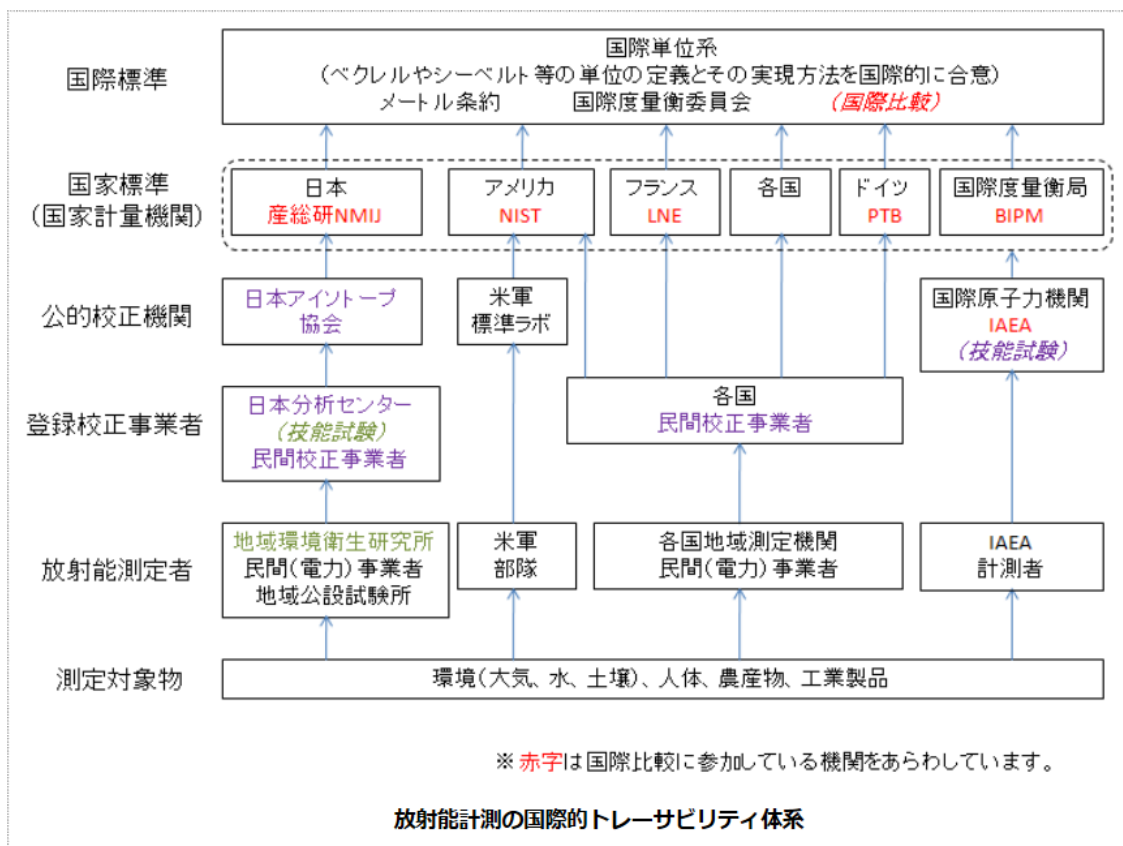 国際標準
国際単位系
(ベクレルやシーベルト等の単位の定義とその実現方法を国際的に合意)
メートル条約 国際度量衡委員会 (国際比較)
国家標準
(国家計量機関)
日本
産総研NMIJ
アメリカ
NIST
フランス
LNE
各国
ドイツ
PTB
国際度量衡局
BIPM
公的校正機関
日本アイソトープ
協会
米軍
標準ラボ
国際原子力機関
IAEA
(技能試験)
登録校正事業者
日本分析センター
(技能試験)
民間校正事業者
各国
民間校正事業者
放射能測定者
地域環境衛生研究所
民間(電力)事業者
地域公設試験所
米軍
部隊
各国地域測定機関
民間(電力)事業者
IAEA
計測者
測定対象物
環境(大気、水、土壌)、人体、農産物、工業製品
※赤字は国際比較に参加している機関をあらわしています。
放射能計測の国際的トレーサビリティ体系